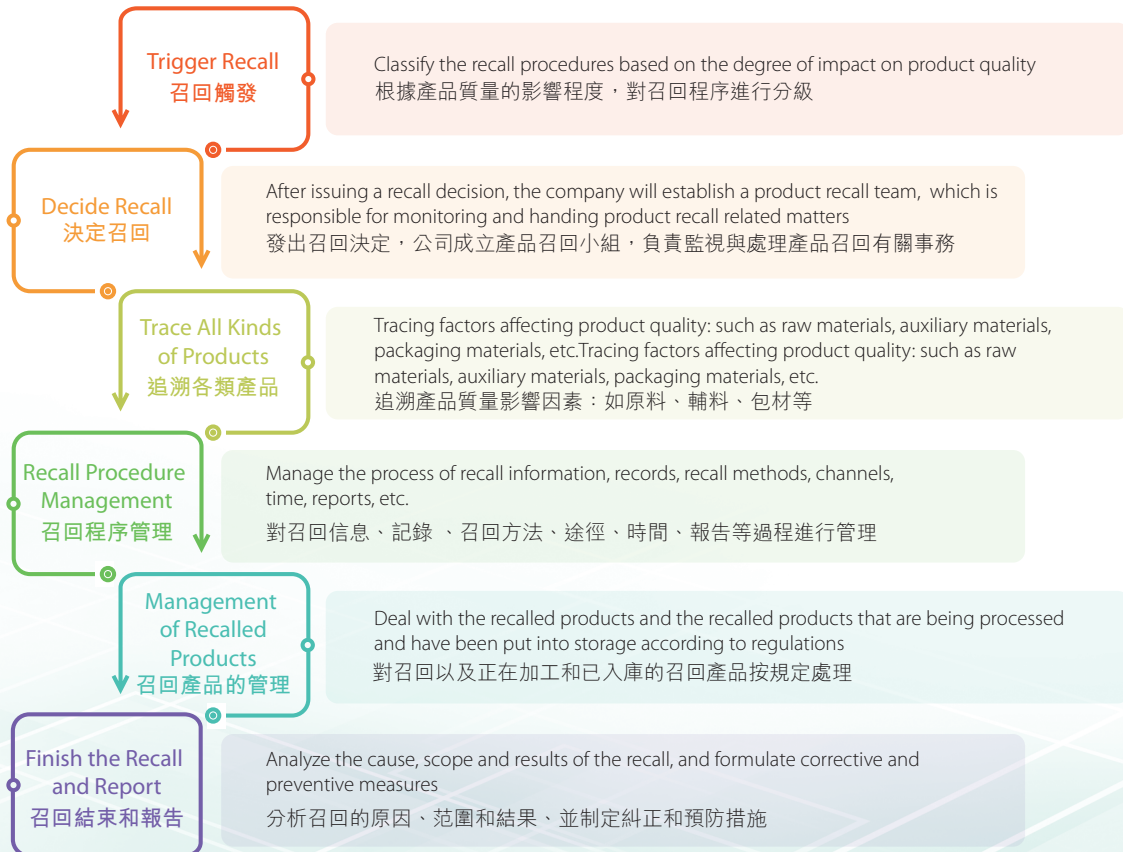 Trigger Recall
召回觸發
Classify the recall procedures based on the degree of impact on product quality
根據產品質量的影響程度，對召回程序進行分級
Decide Recall
決定召回
After issuing a recall decision, the company will establish a product recall team, which is
responsible for monitoring and handing product recall related matters
發出召回決定，公司成立產品召回小組，負責監視與處理產品召回有關事務
Trace All Kinds
of Products
追溯各類產品
Tracing factors affecting product quality: such as raw materials, auxiliary materials,
packaging materials, etc.Tracing factors affecting product quality: such as raw
materials, auxiliary materials, packaging materials, etc.
追溯產品質量影響因素：如原料、輔料、包材等
Recall Procedure
Management
召回程序管理
Manage the process of recall information, records, recall methods, channels,
time, reports, etc.
對召回信息、記錄 、召回方法、途徑、時間、報告等過程進行管理
Management
of Recalled
Products
召回產品的管理
Deal with the recalled products and the recalled products that are being processed
and have been put into storage according to regulations
對召回以及正在加工和已入庫的召回產品按規定處理
Finish the Recall
and Report
召回結束和報告
Analyze the cause, scope and results of the recall, and formulate corrective and
preventive measures
分析召回的原因、范圍和結果、並制定糾正和預防措施